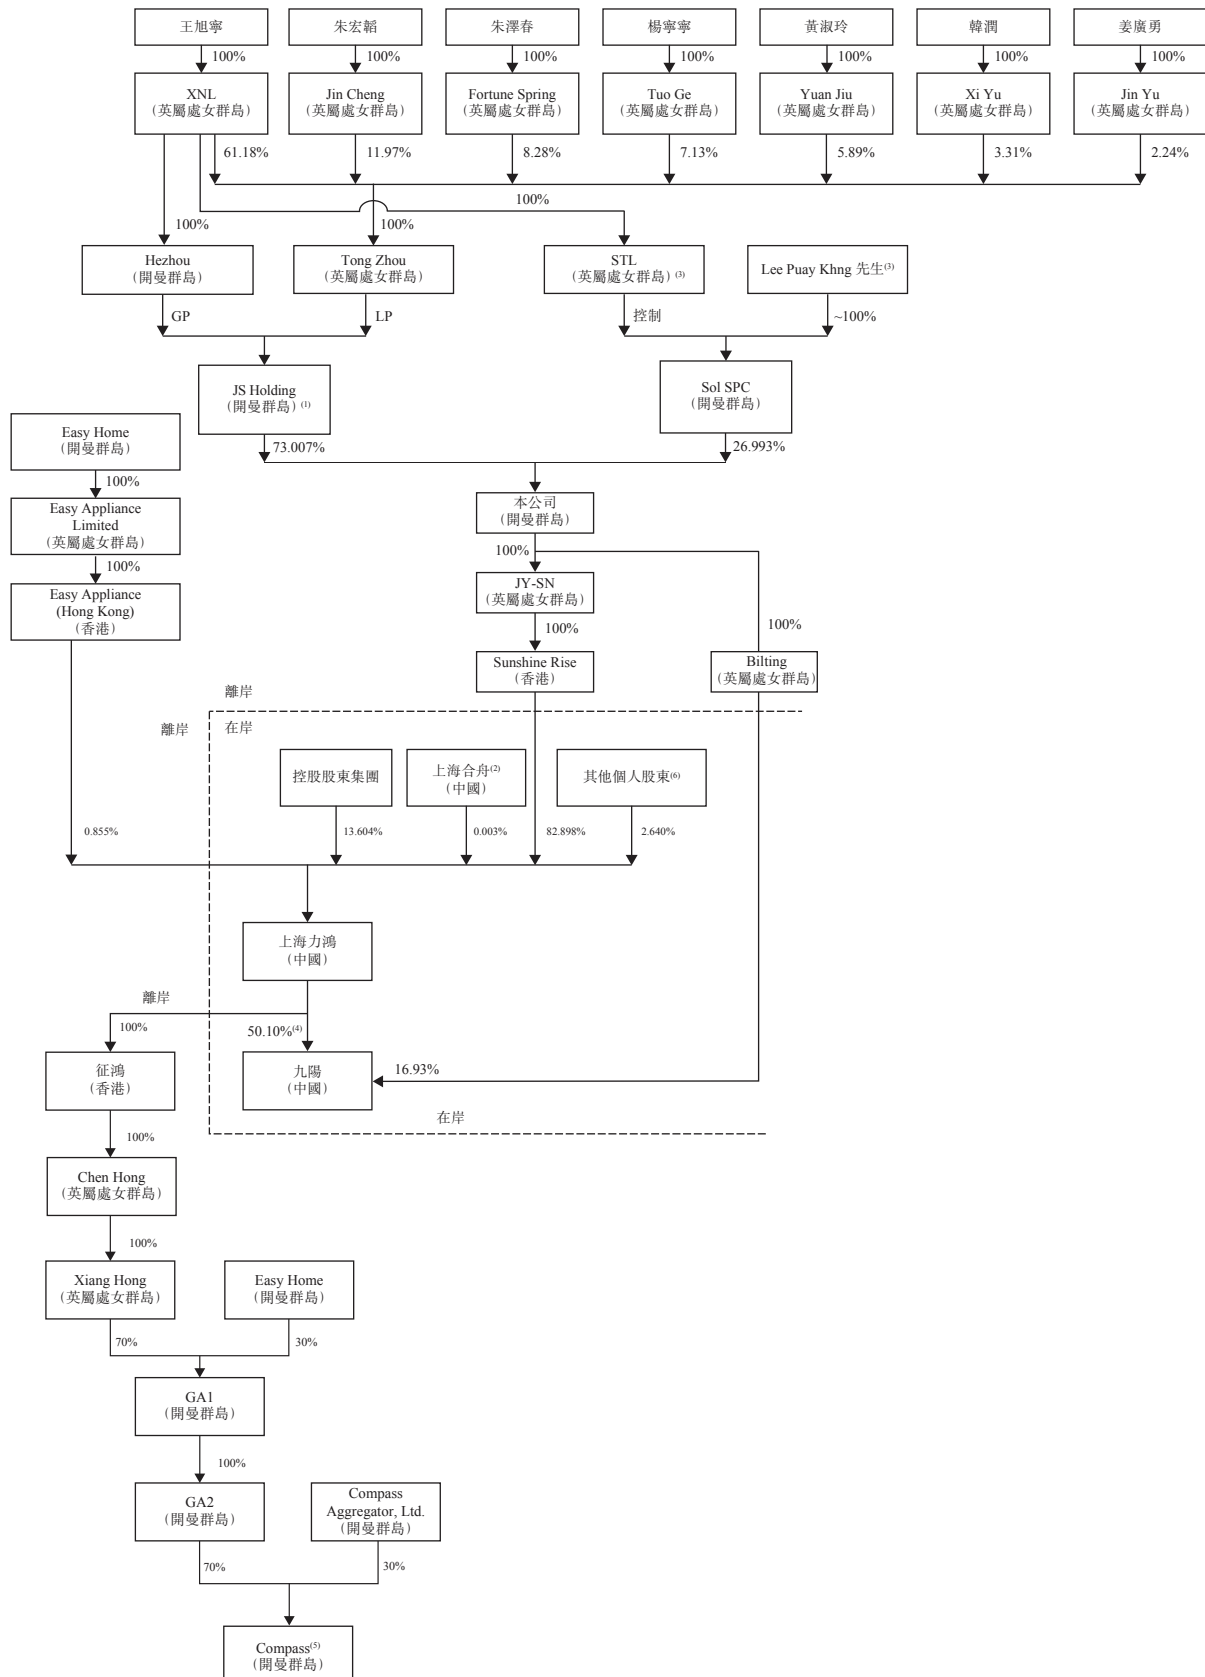 王旭寧
朱宏韜
朱澤春
楊寧寧
黃淑玲
韓潤
姜廣勇
100%
100%
100%
100%
100%
100%
100%
XNL
(英屬處女群島)
Jin Cheng
(英屬處女群島)
Fortune Spring
(英屬處女群島)
Tuo Ge
(英屬處女群島)
Yuan Jiu
(英屬處女群島)
Xi Yu
(英屬處女群島)
Jin Yu
(英屬處女群島)
61.18%
11.97%
8.28%
7.13%
5.89%
3.31%
2.24%
100%
100%
100%
Hezhou
(開曼群島)
Tong Zhou
(英屬處女群島)
STL
(英屬處女群島)(3)
Lee Puay Khng 先生(3)
GP
LP
控制
~100%
JS Holding
(開曼群島)(1)
Sol SPC
(開曼群島)
Easy Home
(開曼群島)
73.007%
26.993%
100%
Easy Appliance
Limited
(英屬處女群島)
本公司
(開曼群島)
100%
100%
Easy Appliance
(Hong Kong)
(香港)
JY-SN
(英屬處女群島)
100%
100%
Sunshine Rise
(香港)
Bilting
(英屬處女群島)
離岸
離岸
在岸
控股股東集團
上海合舟(2)
(中國)
其他個人股東(6)
0.855%
13.604%
0.003%
82.898%
2.640%
上海力鴻
(中國)
離岸
100%
50.10%(4)
征鴻
(香港)
九陽
(中國)
16.93%
在岸
100%
Chen Hong
(英屬處女群島)
100%
Xiang Hong
(英屬處女群島)
Easy Home
(開曼群島)
70%
30%
GA1
(開曼群島)
100%
GA2
(開曼群島)
Compass
Aggregator, Ltd.
(開曼群島)
70%
30%
Compass(5)
(開曼群島)